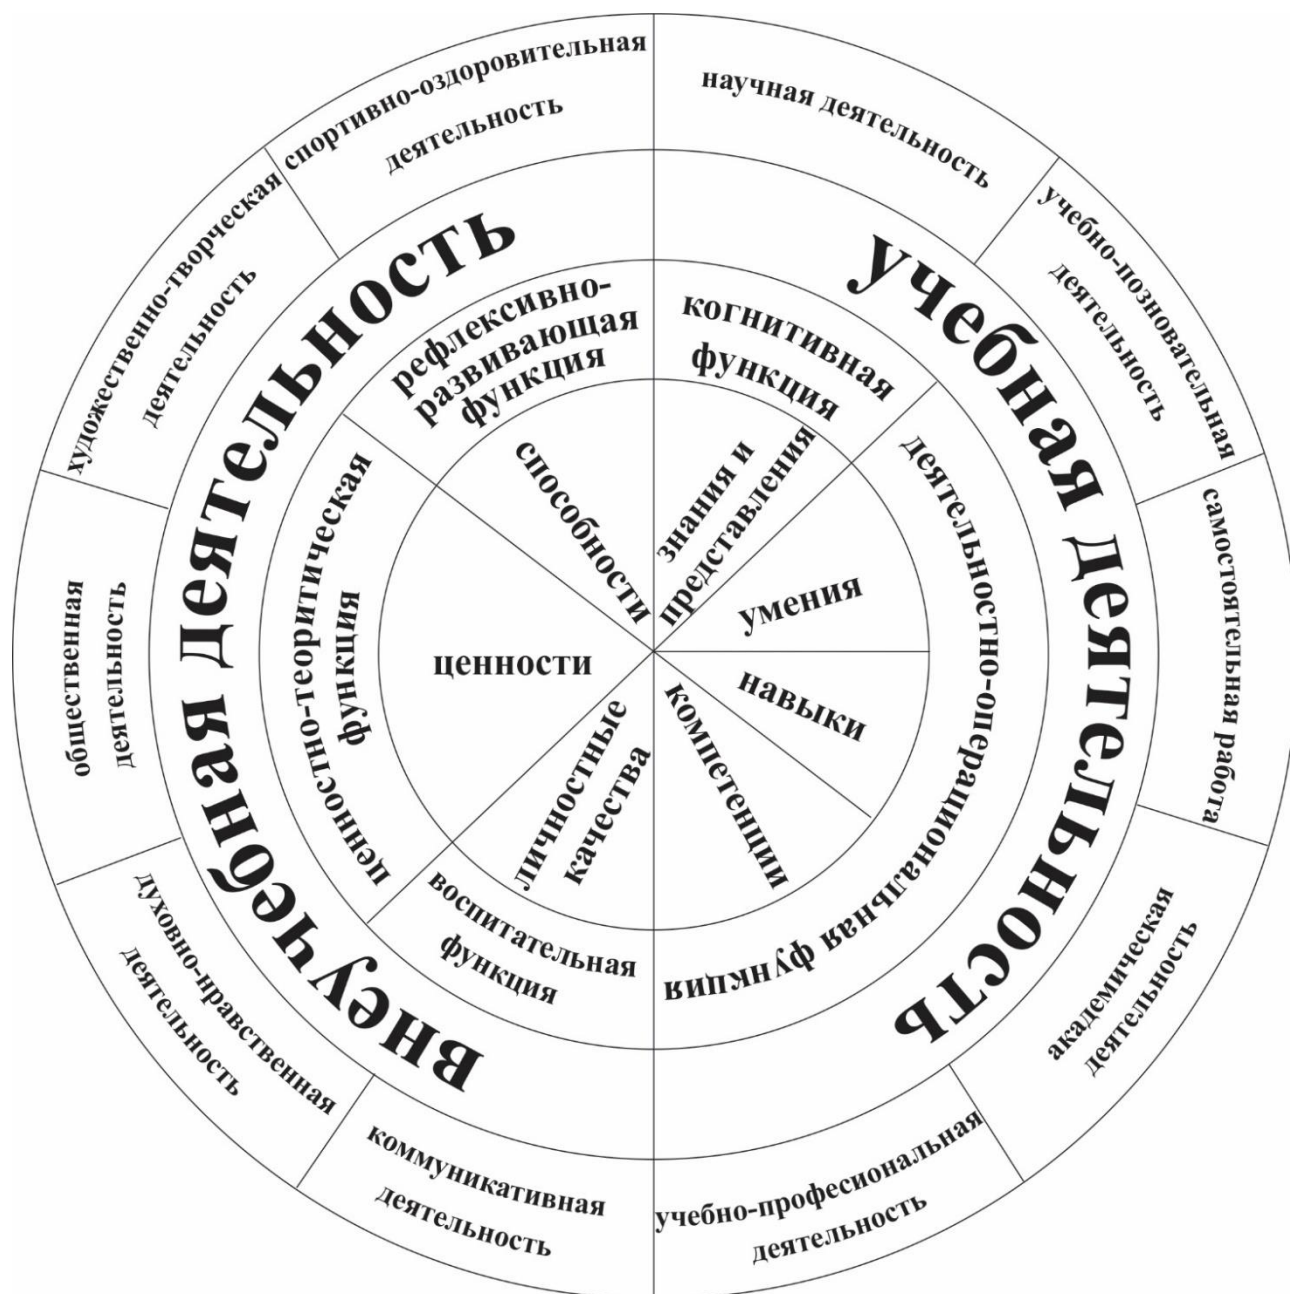 спортивно-оздоровительная
деятельность
научная деятельность
учебно-позновательная
деятельность
самостоятельная работа
академическая
деятельность
учебно-професиональная
деятельность
коммуникативная
деятельность
духовно-нравственная
деятельность
общественная
деятельность
художественно-творческая
деятельность
внеучебная деятельность
учебная деятельность
рефлексивно-
развивающая
функция
когнитивная
функция
деятельностно-операциональная функция
воспитательная
функция
ценностно-теоритическая
функция
способности
знания и
представления
умения
навыки
компетенции
личностные
качества
ценности